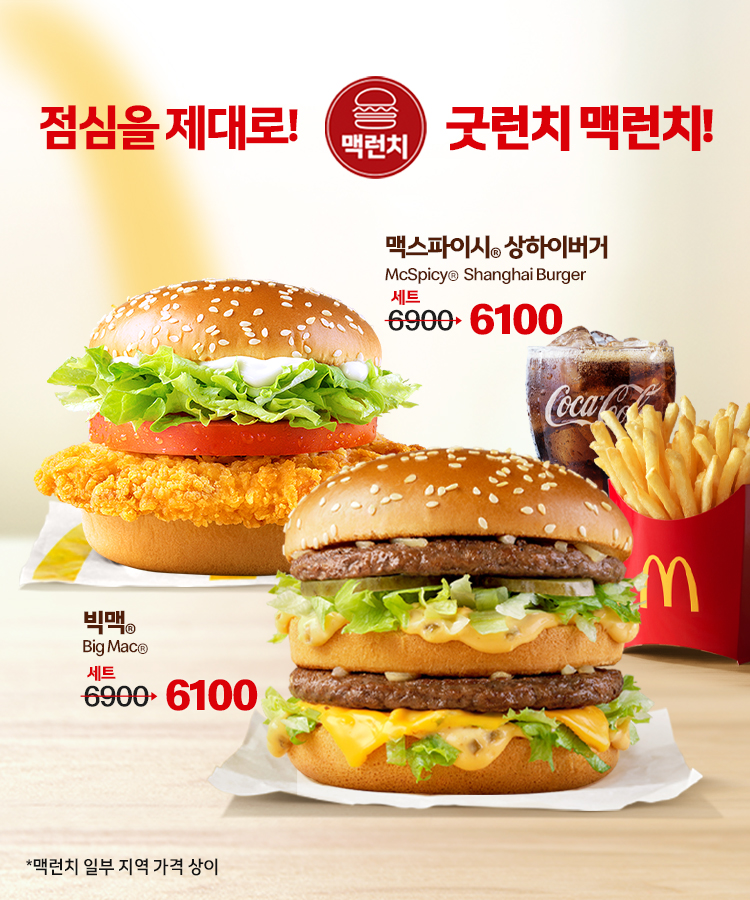 점심을 제대로! 맥런치 굿런치 맥런치!
맥스파이시® 상하이버거
McSpicy® Shanghai Burger
세트
6900 6100
Coca-Cola
빅맥®
Big Mac®
세트
6900 6100
*맥런치 일부 지역 가격 상이